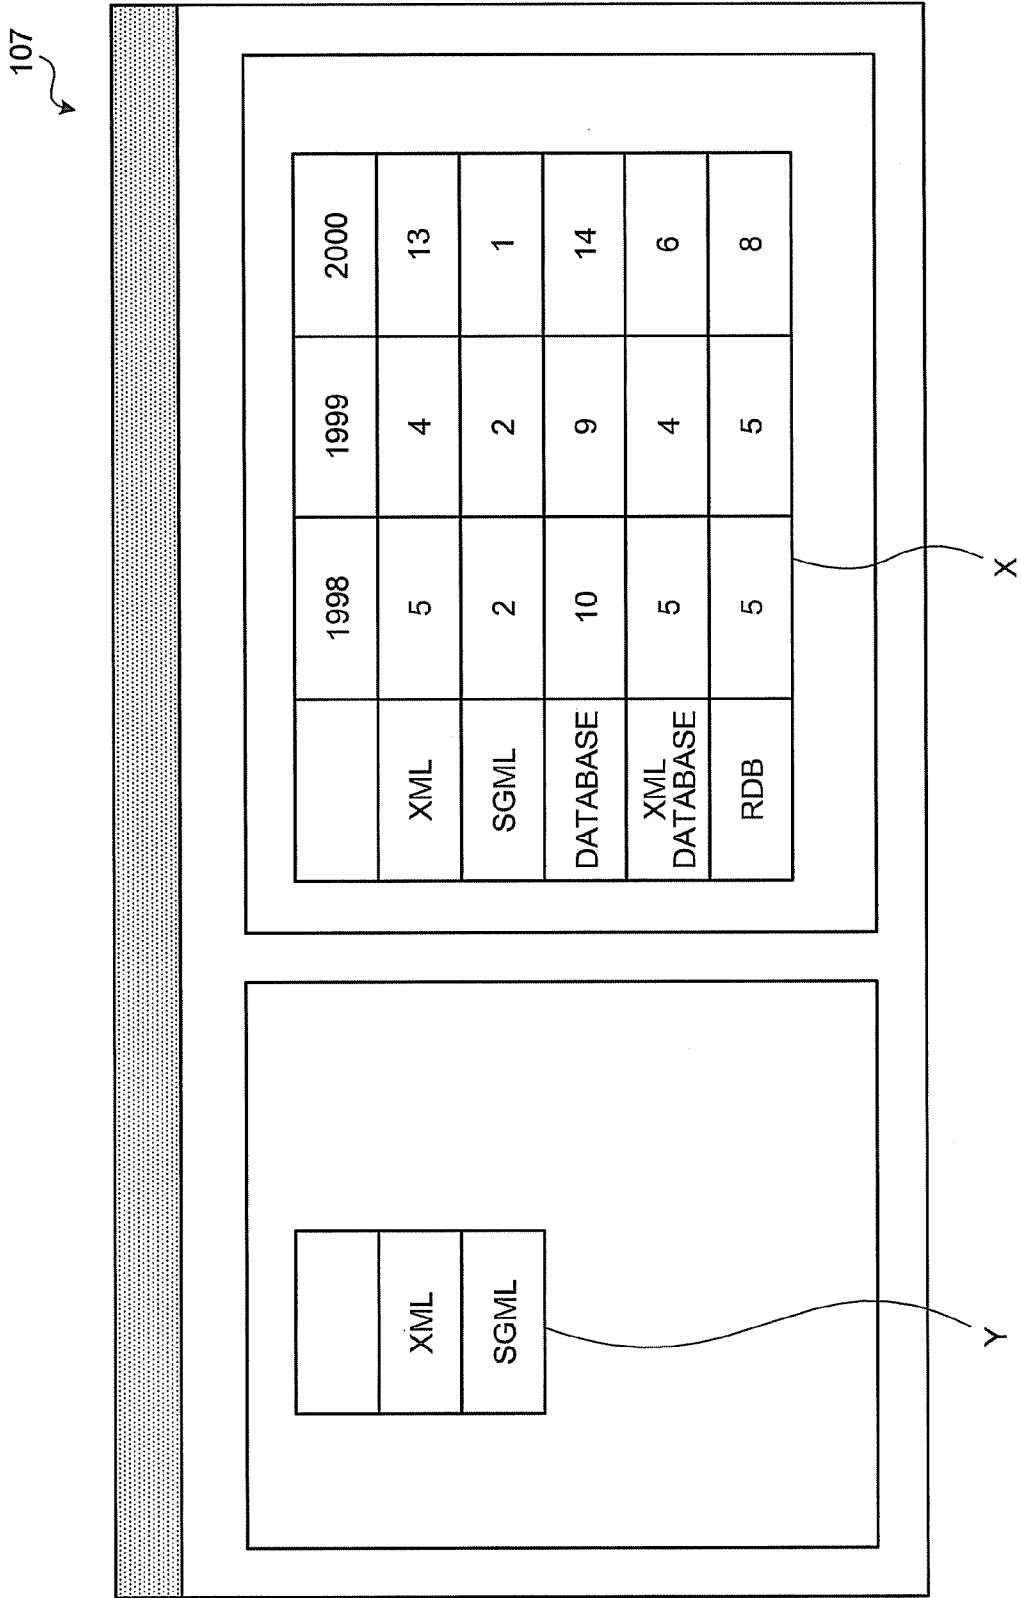 107
XML
SGML
Y
1998 1999 2000
XML 5 4 13
SGML 2 2 1
DATABASE 10 9 14
XML
DATABASE 5 4 6
RDB 5 5 8
X